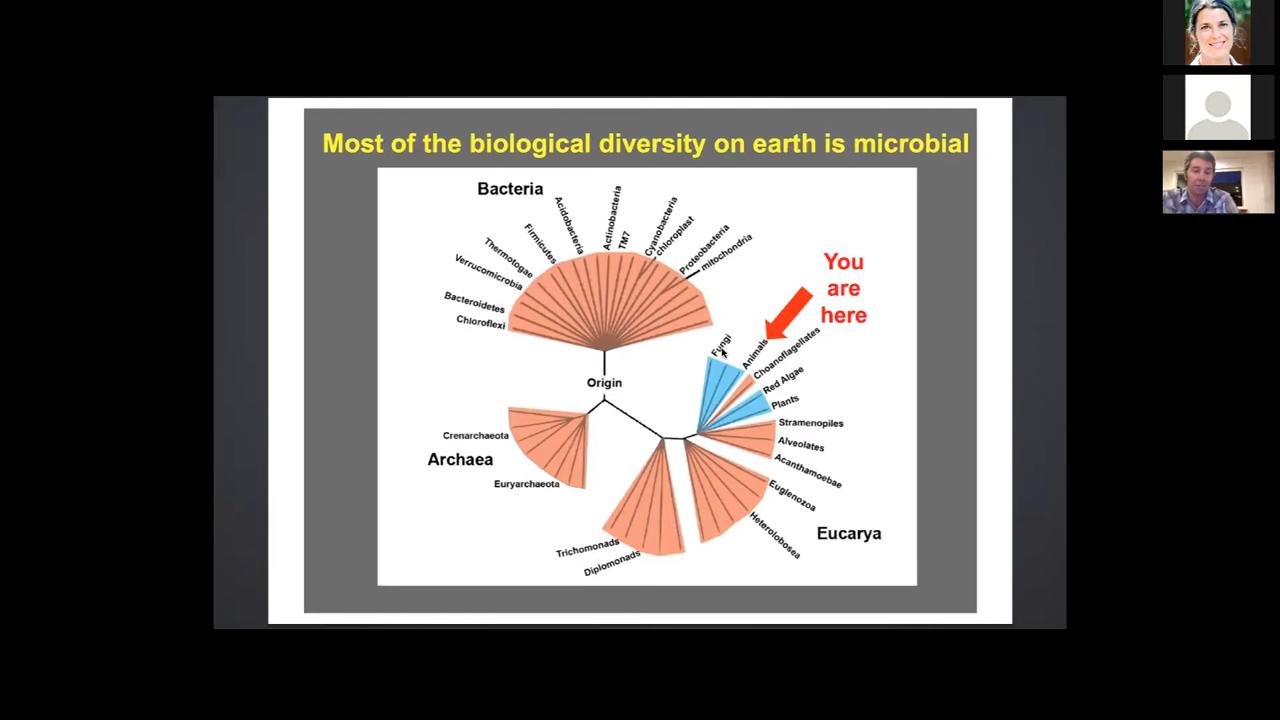 Most of the biological diversity on earth is microbial
Bacteria
Chloroflexi
Bacteroidetes
Verrucomicrobia
Thermotogae
Firmicutes
Acidobacteria
Actinobacteria
TM7
Cyanobacteria
chloroplast
Proteobacteria
mitochondria
You
are
here
Fungi
Animals
Choanoflagellates
Red Algae
Plants
Stramenopiles
Alveolates
Acanthamoebae
Euglenozoa
Heterolobosea
Eucarya
Origin
Crenarchaeota
Archaea
Euryarchaeota
Trichomonads
Diplomonads